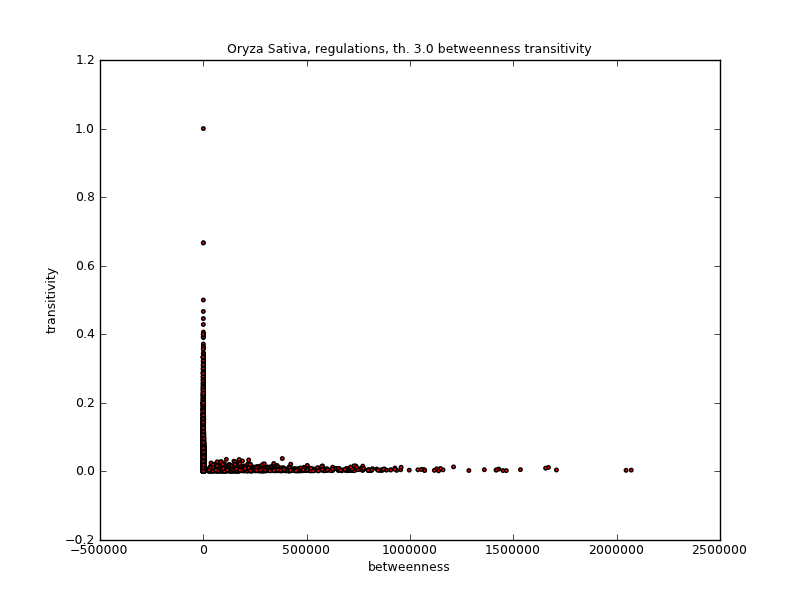 Oryza Sativa, regulations, th. 3.0 betweenness transitivity
1.2
1.0
0.8
0.6
0.4
0.2
0.0
−0.2
transitivity
−500000 0 500000 1000000 1500000 2000000 2500000
betweenness